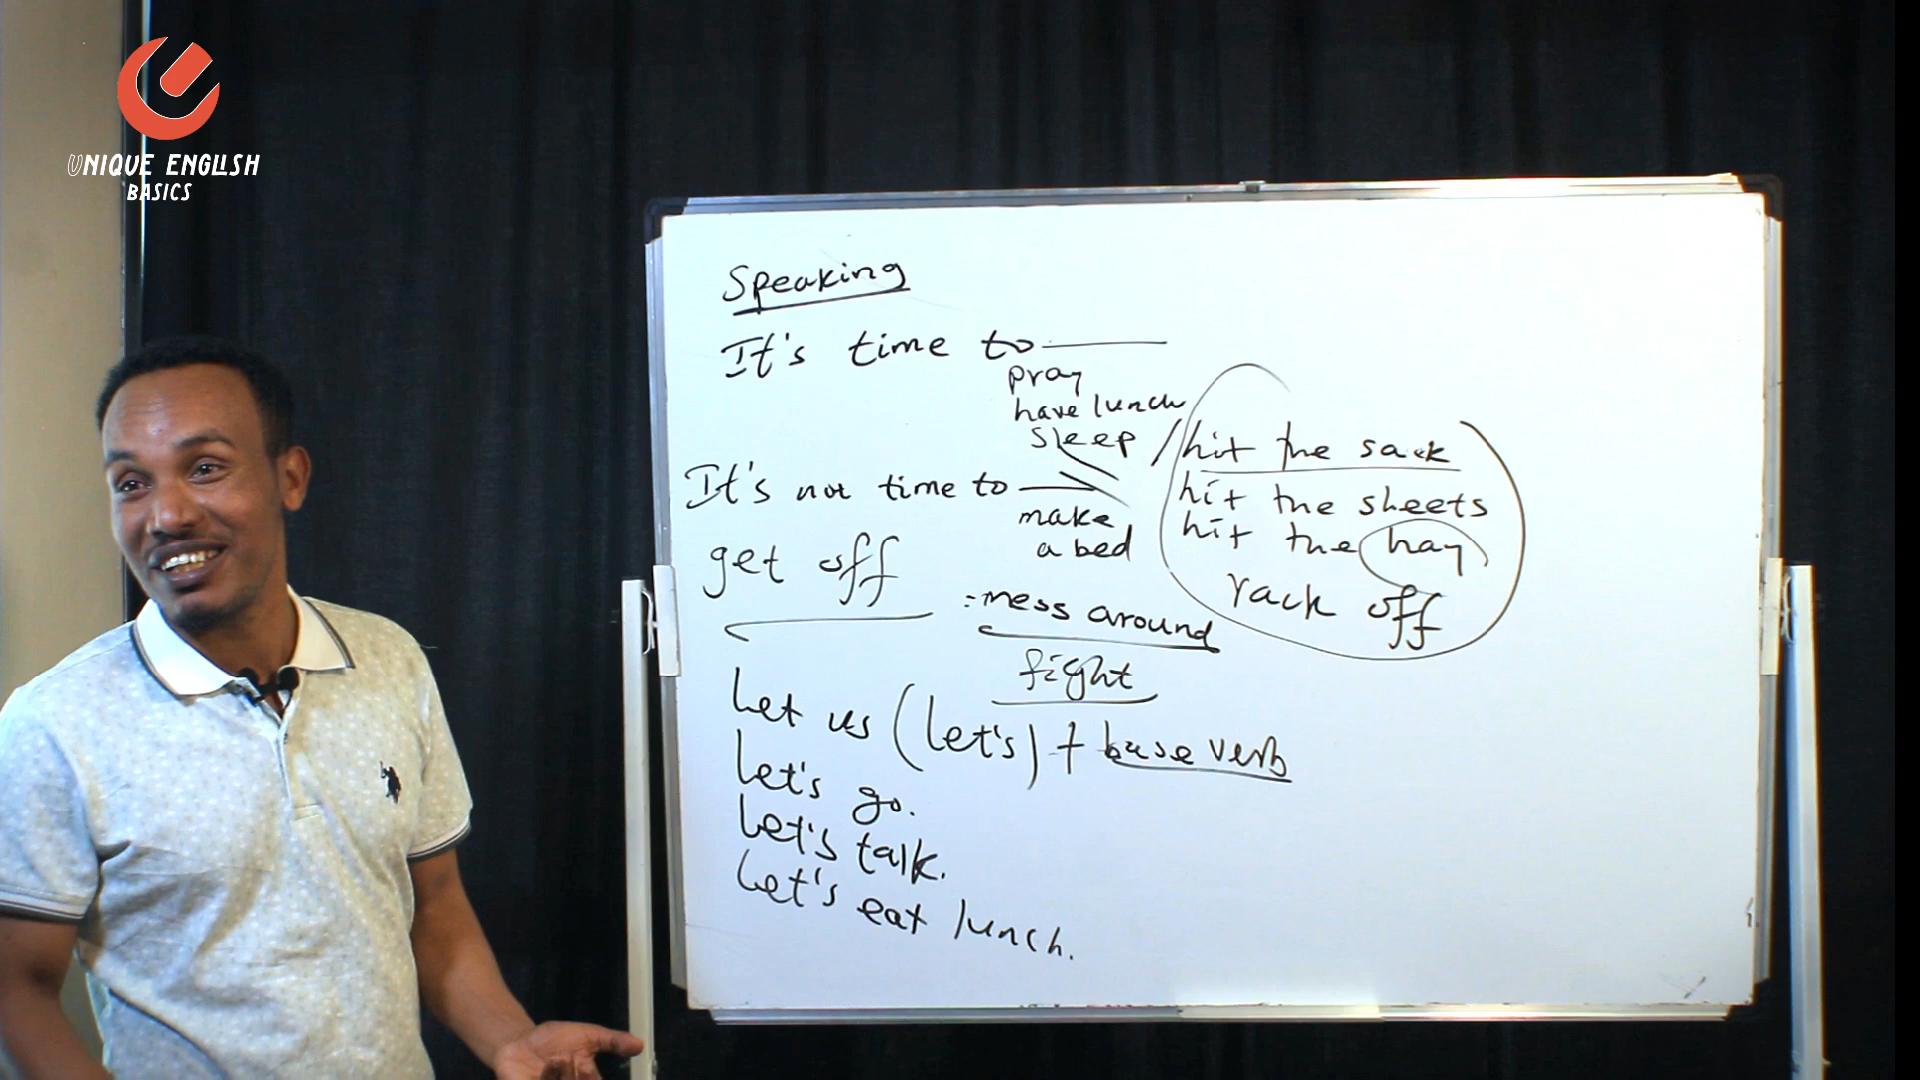 UNIQUE ENGLISH
BASICS
Speaking
It's time to
pray
have lunch
sleep / hit the sack
hit the sheets
hit the hay
rack off
It's not time to
make
a bed
get off
: mess around
fight
Let us (let's) + base verb
Let's go.
Let's talk.
Let's eat lunch.